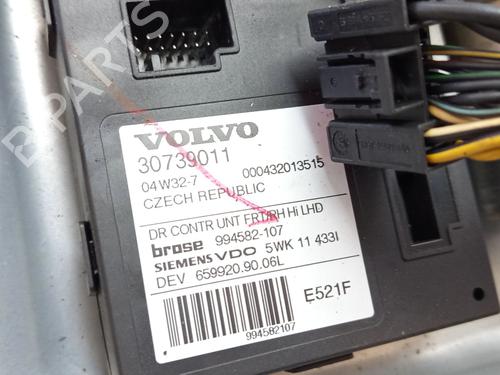 B-PARTS
VOLVO
30739011
04W32-7 000432013515
CZECH REPUBLIC
DR CONTR UNT FRT/RH Hi LHD
brose 994582-107
SIEMENS VDO 5WK 11 433I
DEV 659920.90.06L
E521F
994582107